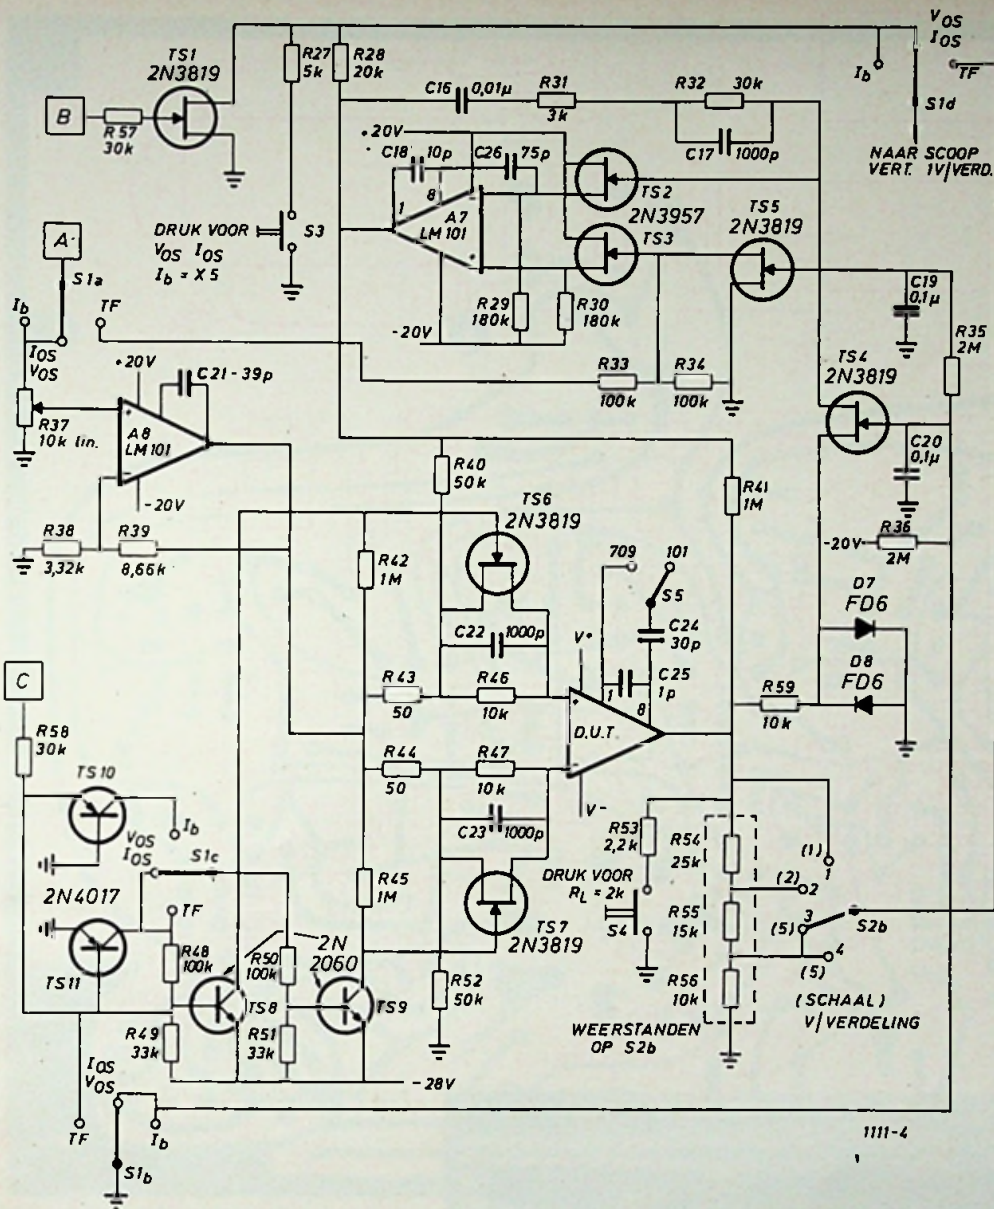 TS1
2N3819
B
R57
30k
R27
5k
R28
20k
C16
0,01µ
R31
3k
R32
30k
C17
1000p
VOS
IOS
Ib
TF
S1d
NAAR SCOOP
VERT. 1V/VERD.
+20V
C18
10p
C26
75p
8
1
A7
LM 101
-
+
TS2
2N3957
TS3
TS5
2N3819
DRUK VOOR
VOS IOS
Ib = X 5
S3
R29
180k
R30
180k
-20V
C19
0,1µ
R35
2M
A
S1a
Ib
TF
IOS
VOS
R37
10k lin.
+20V
C21-39p
+
A8
LM101
-
-20V
R38
3,32k
R39
8,66k
R33
100k
R34
100k
TS4
2N3819
C20
0,1µ
-20V
R36
2M
R40
50k
R41
1M
TS6
2N3819
R42
1M
709
101
S5
C24
30p
C22
1000p
V+
C25
1p
1
8
D7
FD6
D8
FD6
R59
10k
C
R58
30k
R43
50
R46
10k
+
D.U.T.
-
R44
50
R47
10k
V-
C23
1000p
TS10
Ib
VOS
IOS
S1c
2N4017
TF
TS11
R45
1M
TS7
2N3819
R53
2,2k
DRUK VOOR
RL = 2k
S4
R54
25k
R55
15k
R56
10k
(1)
1
(2)
2
3
(5)
4
(5)
S2b
(SCHAAL)
V/VERDELING
R48
100k
R50
100k
2N
2060
TS8
TS9
R49
33k
R51
33k
R52
50k
WEERSTANDEN
OP S2b
-28V
IOS
VOS
TF
Ib
S1b
1111-4